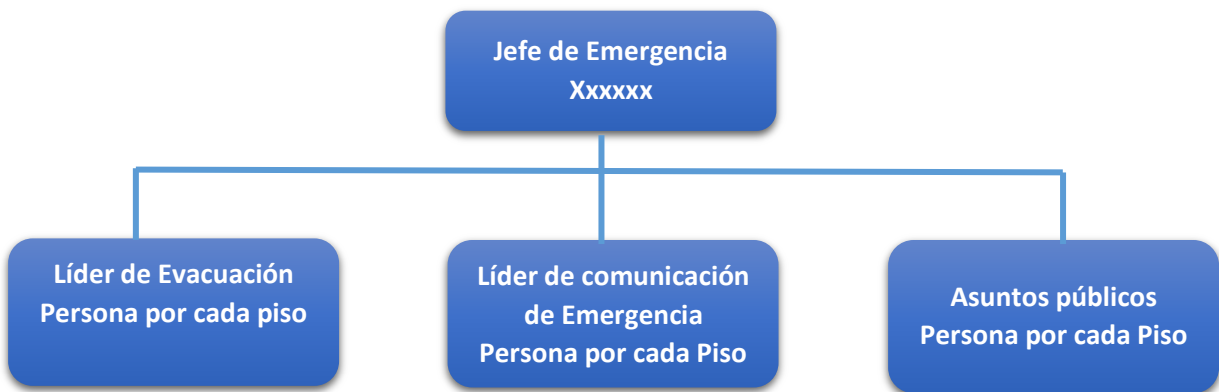 Jefe de Emergencia
Xxxxxx
Líder de Evacuación
Persona por cada piso
Líder de comunicación
de Emergencia
Persona por cada Piso
Asuntos públicos
Persona por cada Piso